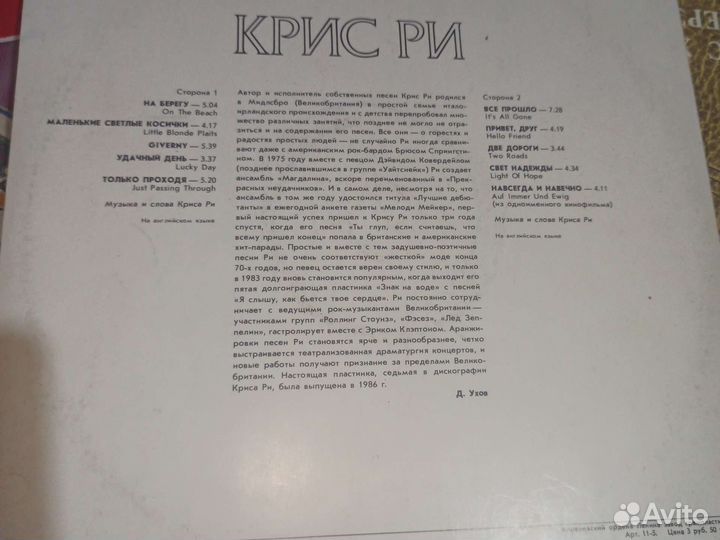 КРИС РИ
Сторона 1
НА БЕРЕГУ — 5.04
On The Beach
МАЛЕНЬКИЕ СВЕТЛЫЕ КОСИЧКИ — 4.17
Little Blonde Plaits
GIVERNY — 5.39
УДАЧНЫЙ ДЕНЬ — 3.37
Lucky Day
ТОЛЬКО ПРОХОДЯ — 5.20
Just Passing Through
Музыка и слова Криса Ри
На английском языке
Автор и исполнитель собственных песен Крис Ри родился
в Мидлсбро (Великобритания) в простой семье итало-
ирландского происхождения и с детства перепробовал мно-
жество различных занятий, что позднее не могло не отра-
зиться и на содержании его песен. Все они — о горестях и
радостях простых людей — не случайно Ри иногда сравни-
вают даже с американским рок-бардом Брюсом Спрингсти-
ном. В 1975 году вместе с певцом Дэвидом Ковердейлом
(позднее прославившимся в группе «Уайтснейк») Ри создает
ансамбль «Магдалина», вскоре переименованный в «Прек-
расных неудачников». И в самом деле, несмотря на то, что
ансамбль в том же году удостоился титула «Лучшие дебю-
танты» в ежегодной анкете газеты «Мелоди Мейкер», пер-
вый настоящий успех пришел к Крису Ри только три года
спустя, когда его песня «Ты глуп, если считаешь, что
всему пришел конец» попала в британские и американские
хит-парады. Простые и вместе с тем задушевно-поэтичные
песни Ри не очень соответствуют «жесткой» моде конца
70-х годов, но певец остается верен своему стилю, и только
в 1983 году вновь становится популярным, когда выходит его
пятая долгоиграющая пластинка «Знак на воде» с песней
«Я слышу, как бьется твое сердце». Ри постоянно сотруд-
ничает с ведущими рок-музыкантами Великобритании —
участниками групп «Роллинг Стоунз», «Фэсез», «Лед Зеп-
пелин», гастролирует вместе с Эриком Клэптоном. Аранжи-
ровки песен Ри становятся ярче и разнообразнее, четко
выстраивается театрализованная драматургия концертов, и
новые работы получают признание за пределами Велико-
британии. Настоящая пластинка, седьмая в дискографии
Криса Ри, была выпущена в 1986 г.
Д. Ухов
Сторона 2
ВСЕ ПРОШЛО — 7.28
It's All Gone
ПРИВЕТ, ДРУГ — 4.19
Hello Friend
ДВЕ ДОРОГИ — 3.44
Two Roads
СВЕТ НАДЕЖДЫ — 4.34
Light Of Hope
НАВСЕГДА И НАВЕЧНО — 4.11
Auf Immer Und Ewig
(из одноименного кинофильма)
Музыка и слова Криса Ри
На английском языке
ордена Ленина завод
Арт. 11-5. Цена 3 руб. 50
Avito